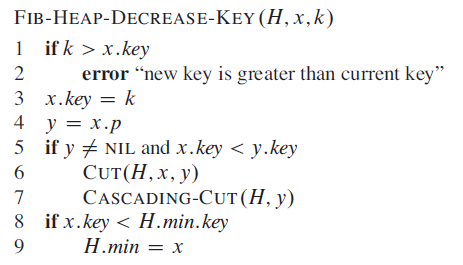 FIB-HEAP-DECREASE-KEY(H, x, k)
1 if k > x.key
2 error “new key is greater than current key”
3 x.key = k
4 y = x.p
5 if y ≠ NIL and x.key < y.key
6 CUT(H, x, y)
7 CASCADING-CUT(H, y)
8 if x.key < H.min.key
9 H.min = x